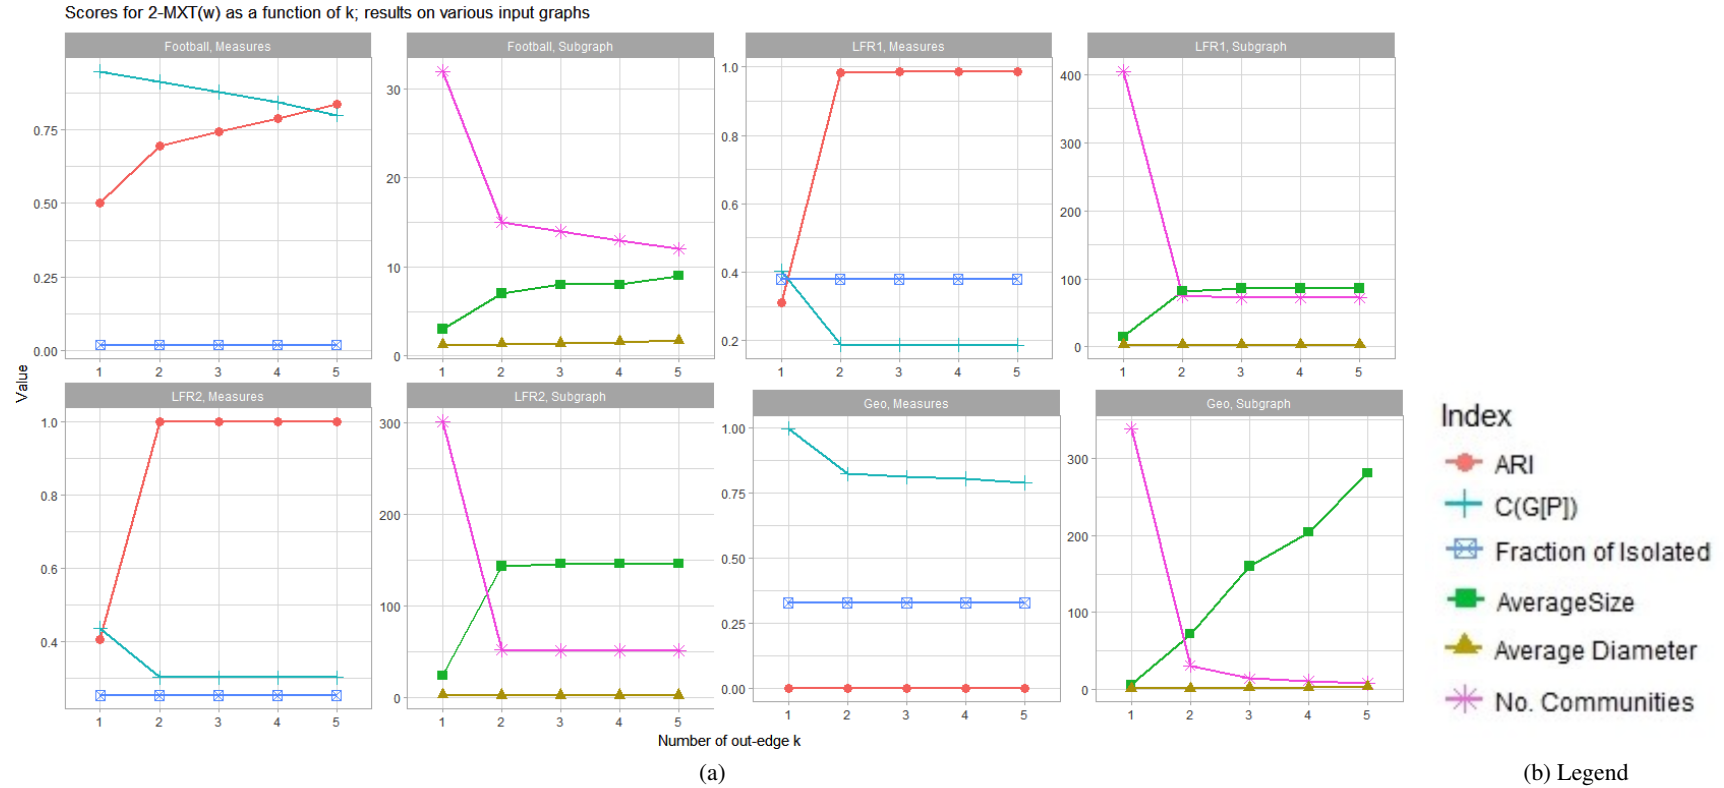 Scores for 2-MXT(w) as a function of k; results on various input graphs
Football, Measures
Football, Subgraph
LFR1, Measures
LFR1, Subgraph
0.75
0.50
0.25
0.00
30
20
10
0
1.0
0.8
0.6
0.4
0.2
400
300
200
100
0
1 2 3 4 5
1 2 3 4 5
1 2 3 4 5
1 2 3 4 5
Value
LFR2, Measures
LFR2, Subgraph
Geo, Measures
Geo, Subgraph
1.0
0.8
0.6
0.4
300
200
100
0
1.00
0.75
0.50
0.25
0.00
300
200
100
0
1 2 3 4 5
1 2 3 4 5
1 2 3 4 5
1 2 3 4 5
Number of out-edge k
(a)
Index
ARI
C(G[P])
Fraction of Isolated
AverageSize
Average Diameter
No. Communities
(b) Legend